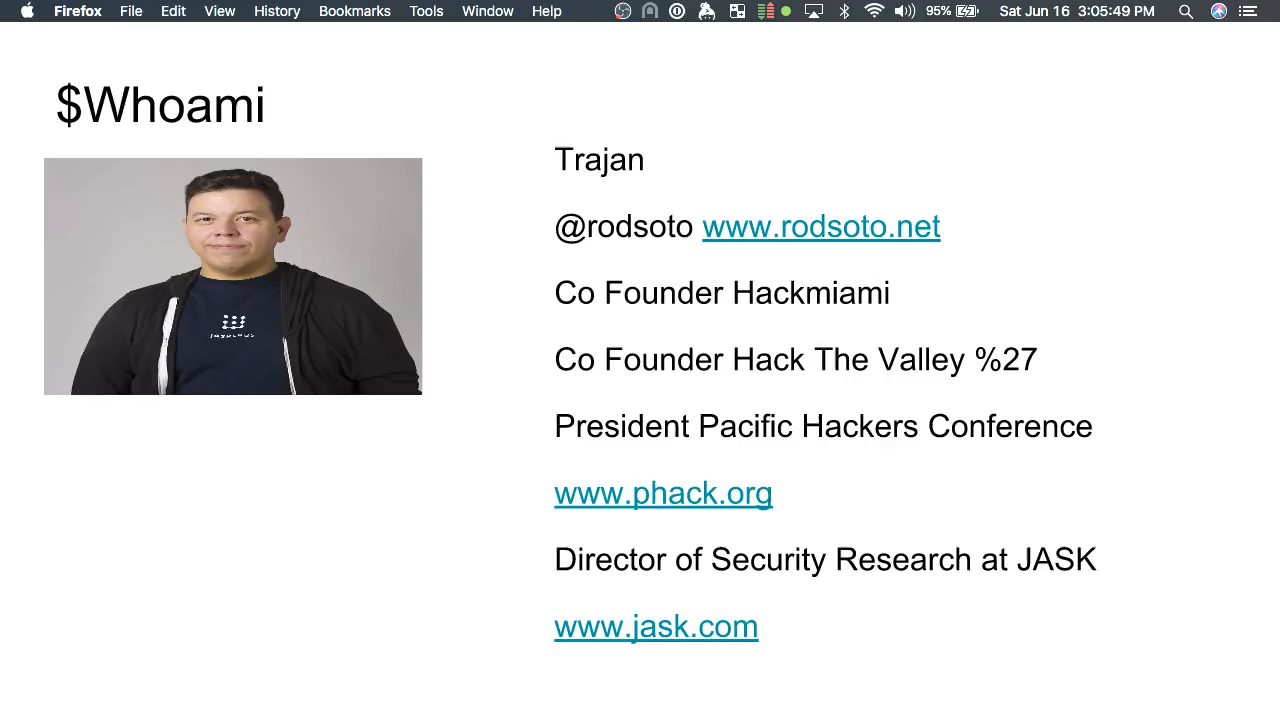 Firefox File Edit View History Bookmarks Tools Window Help 95% Sat Jun 16 3:05:49 PM
$Whoami
Trajan
@rodsoto www.rodsoto.net
Co Founder Hackmiami
Co Founder Hack The Valley %27
President Pacific Hackers Conference
www.phack.org
Director of Security Research at JASK
www.jask.com